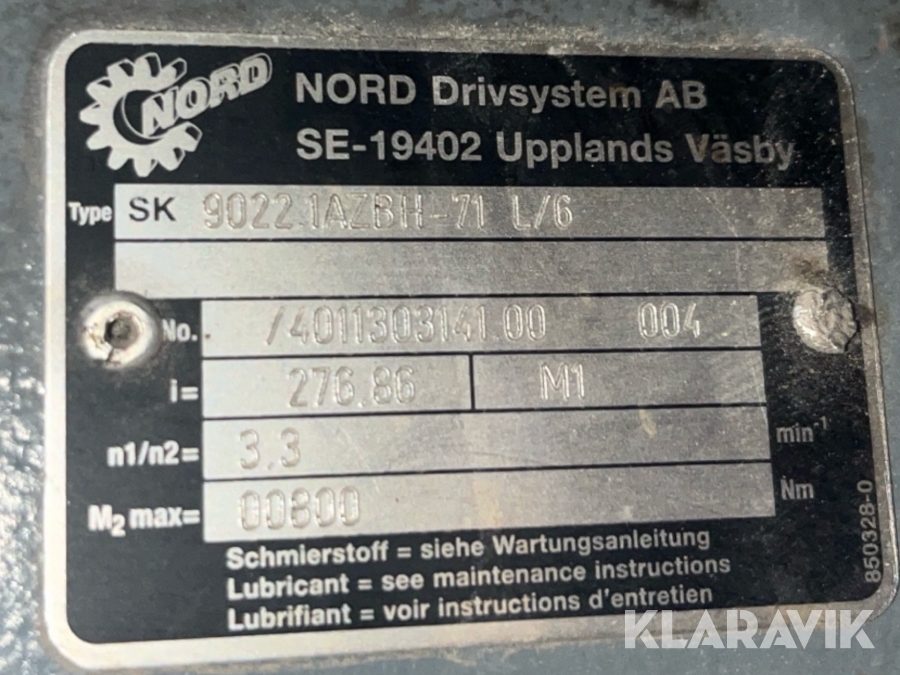 NORD
NORD Drivsystem AB
SE-19402 Upplands Väsby
Type SK 9022.1AZBH-71 L/6
No. /4011303141.00 004
i= 276.86 M1
n1/n2= 3.3 min-1
M2 max= 00800 Nm
Schmierstoff = siehe Wartungsanleitung
Lubricant = see maintenance instructions
Lubrifiant = voir instructions d'entretien
850328-0
KLARAVIK